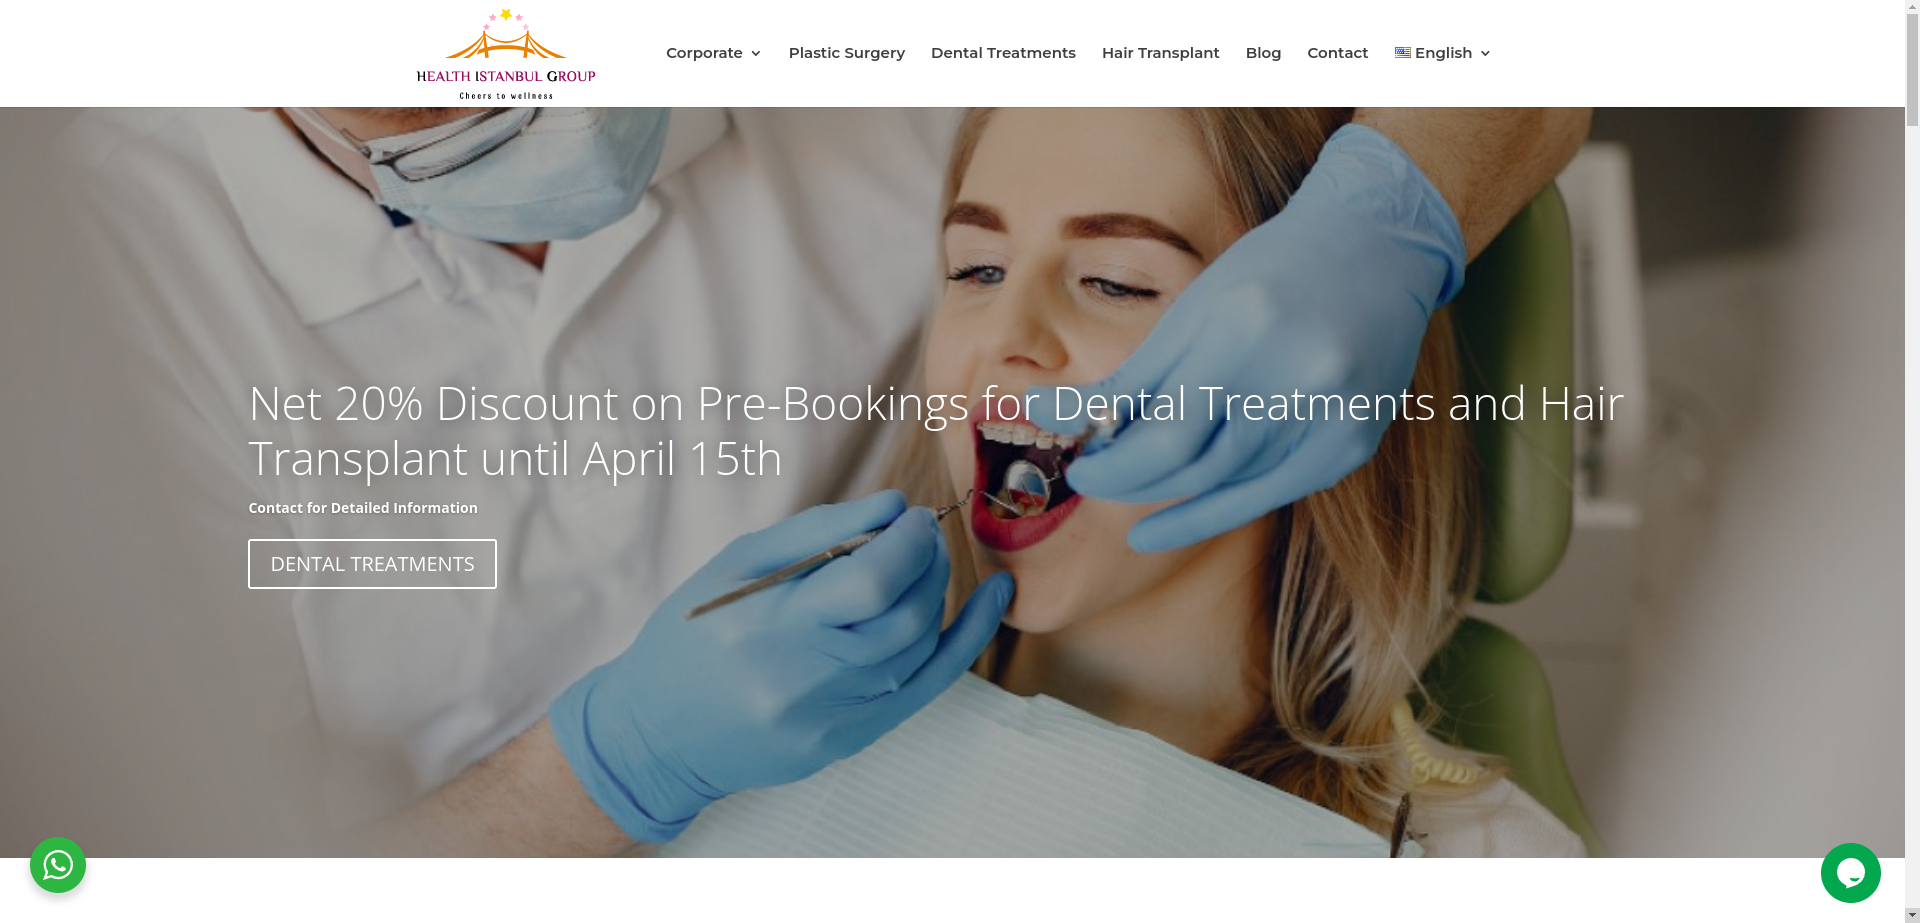 HEALTH ISTANBUL GROUP
Cheers to wellness
Corporate
Plastic Surgery
Dental Treatments
Hair Transplant
Blog
Contact
English
Net 20% Discount on Pre-Bookings for Dental Treatments and Hair
Transplant until April 15th
Contact for Detailed Information
DENTAL TREATMENTS